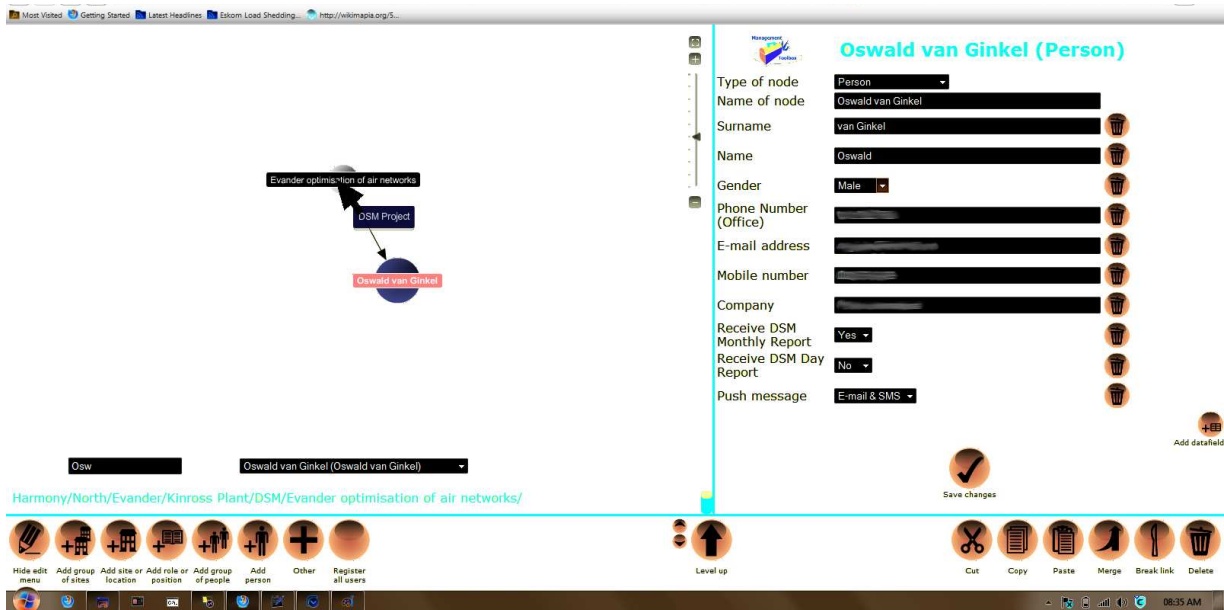 Most Visited Getting Started Latest Headlines Eskom Load Shedding... http://wikimapia.org/5...
Management
Toolbox
Oswald van Ginkel (Person)
Type of node Person
Name of node Oswald van Ginkel
Surname van Ginkel
Name Oswald
Gender Male
Phone Number
(Office)
E-mail address
Mobile number
Company
Receive DSM
Monthly Report Yes
Receive DSM Day
Report No
Push message E-mail & SMS
Add datafield
Save changes
Evander optimisation of air networks
DSM Project
Oswald van Ginkel
Osw Oswald van Ginkel (Oswald van Ginkel)
Harmony/North/Evander/Kinross Plant/DSM/Evander optimisation of air networks/
Hide edit
menu
Add group
of sites
Add site or
location
Add role or
position
Add group
of people
Add
person
Other
Register
all users
Level up
Cut Copy Paste Merge Break link Delete
08:35 AM